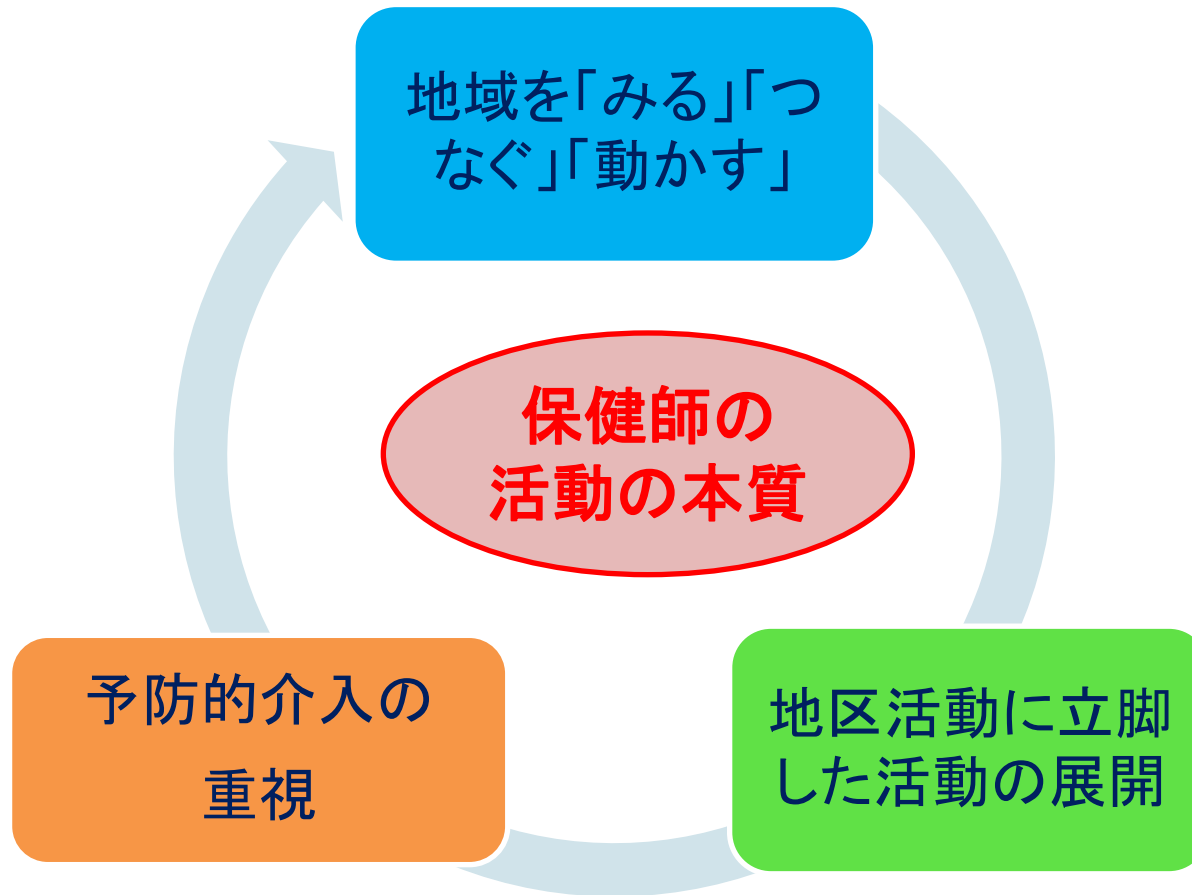 地域を「みる」「つ
なぐ」「動かす」
保健師の
活動の本質
予防的介入の
重視
地区活動に立脚
した活動の展開